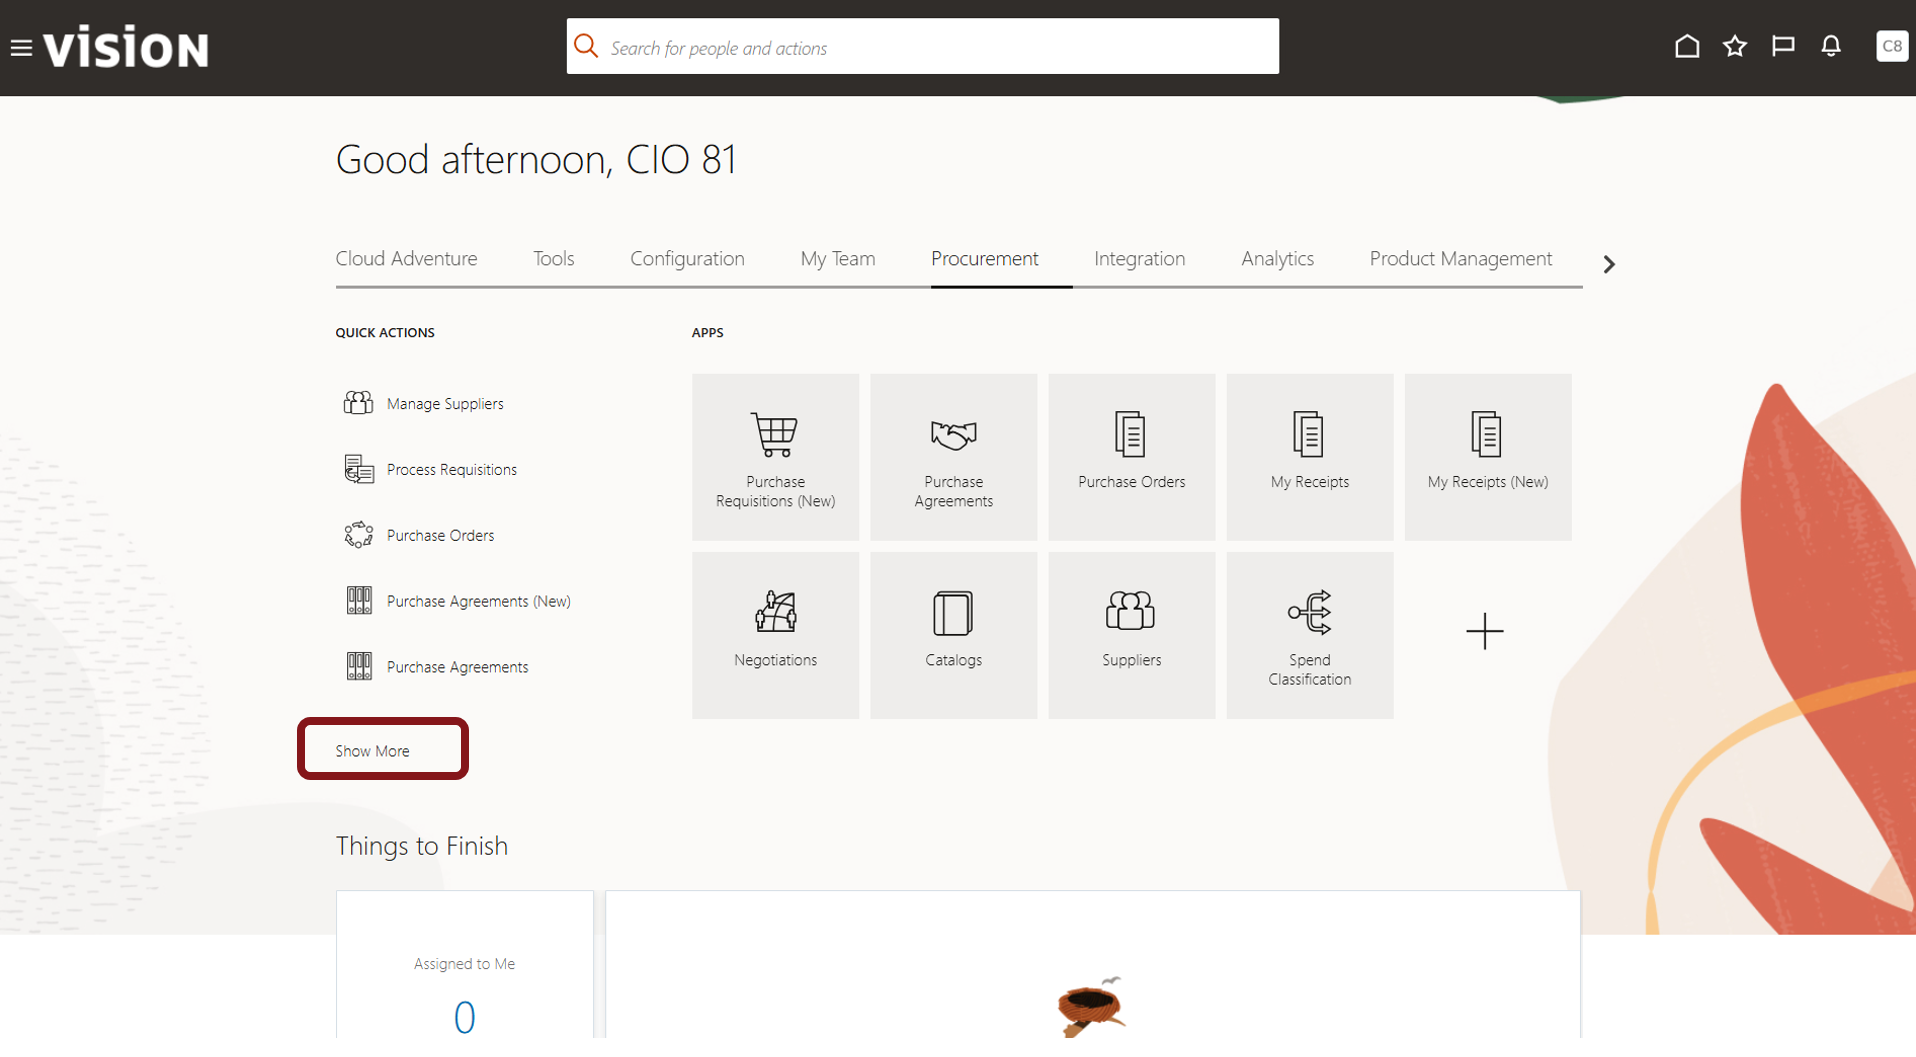 vision
Search for people and actions
C8
Good afternoon, CIO 81
Cloud Adventure
Tools
Configuration
My Team
Procurement
Integration
Analytics
Product Management
QUICK ACTIONS
Manage Suppliers
Process Requisitions
Purchase Orders
Purchase Agreements (New)
Purchase Agreements
Show More
APPS
Purchase
Requisitions (New)
Purchase
Agreements
Purchase Orders
My Receipts
My Receipts (New)
Negotiations
Catalogs
Suppliers
Spend
Classification
Things to Finish
Assigned to Me
0